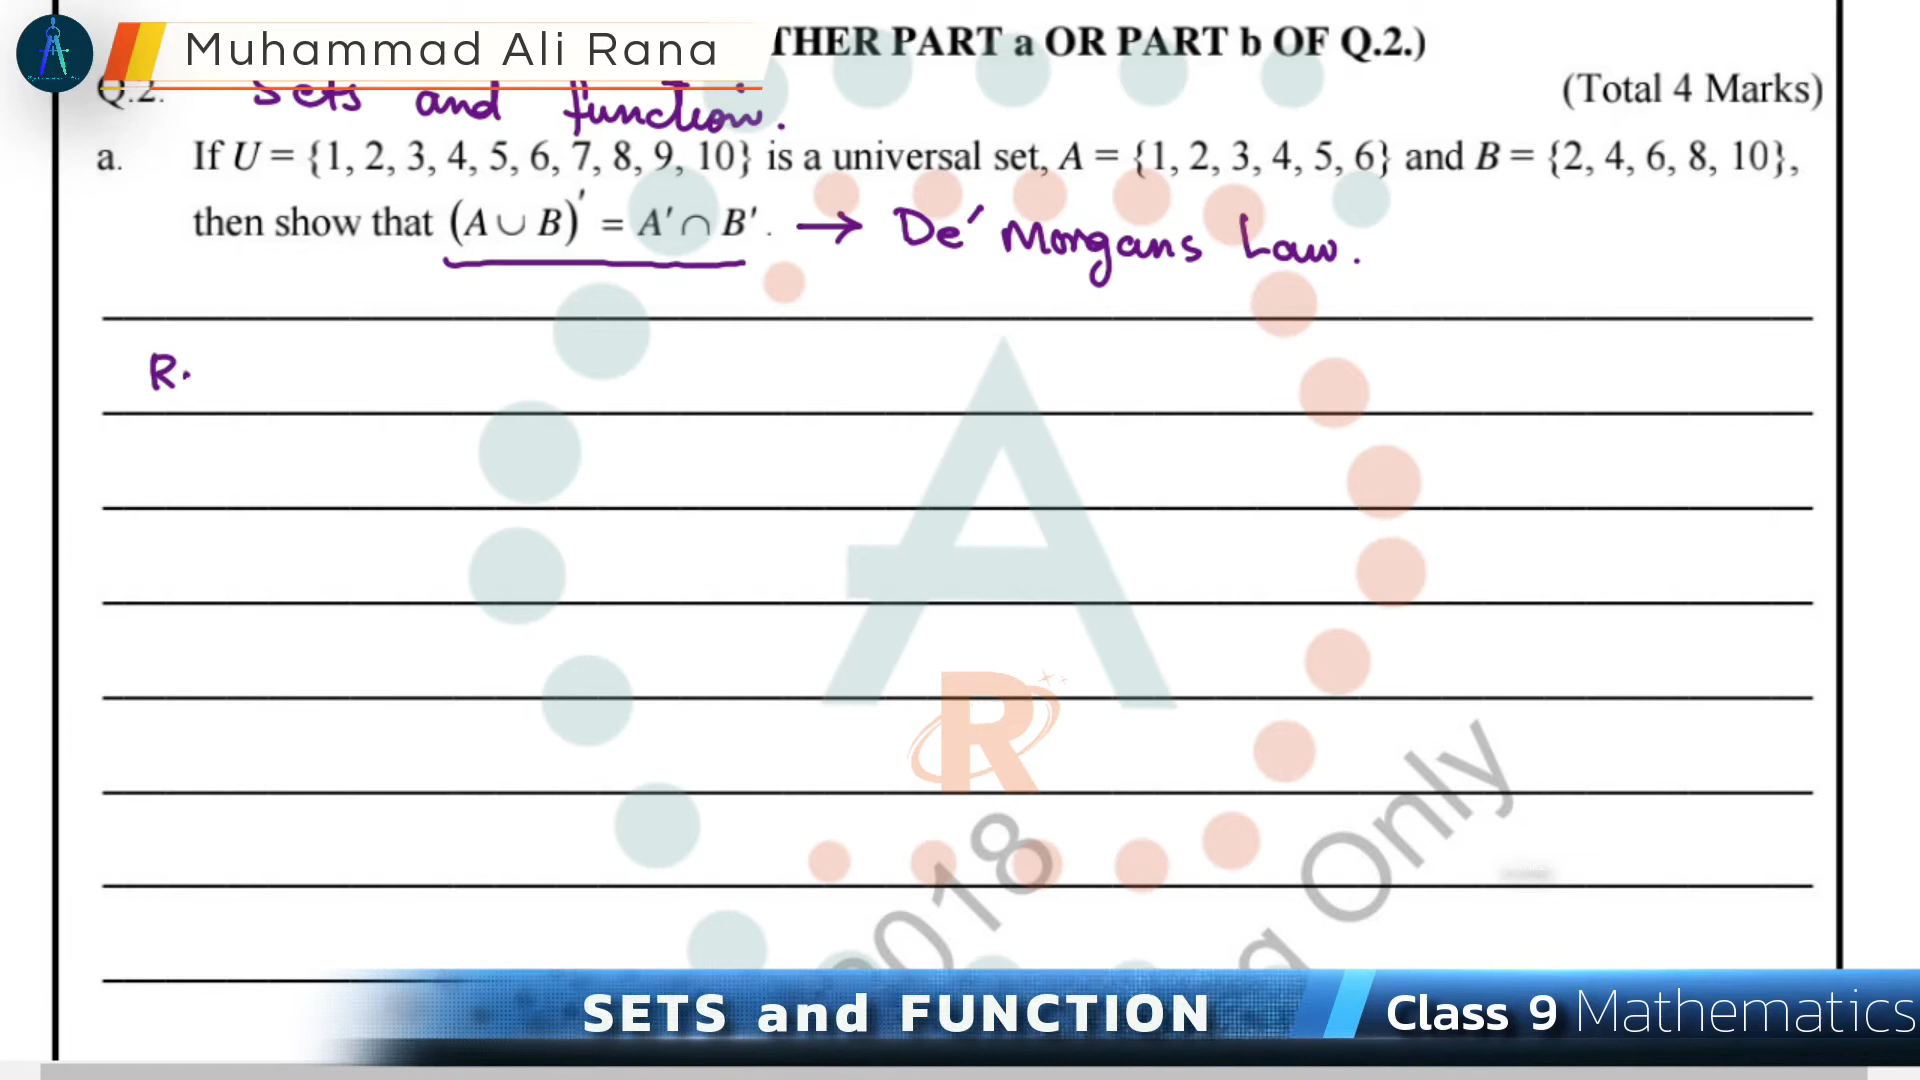 Muhammad Ali Rana
THER PART a OR PART b OF Q.2.)
Q.2. Sets and function. (Total 4 Marks)
a. If U = {1, 2, 3, 4, 5, 6, 7, 8, 9, 10} is a universal set, A = {1, 2, 3, 4, 5, 6} and B = {2, 4, 6, 8, 10},
then show that (A ∪ B)′ = A′ ∩ B′. → De' Morgans Law.
R.
A
R
2018
g Only
SETS and FUNCTION
Class 9 Mathematics